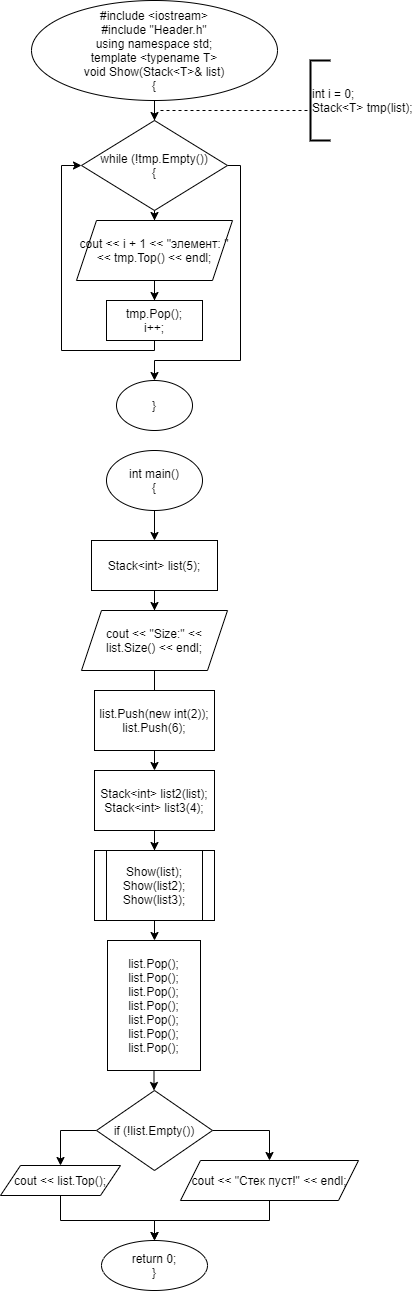 #include <iostream>
#include "Header.h"
using namespace std;
template <typename T>
void Show(Stack<T>& list)
{
int i = 0;
Stack<T> tmp(list);
while (!tmp.Empty())
{
cout << i + 1 << "элемент: "
<< tmp.Top() << endl;
tmp.Pop();
i++;
}
int main()
{
Stack<int> list(5);
cout << "Size:" <<
list.Size() << endl;
list.Push(new int(2));
list.Push(6);
Stack<int> list2(list);
Stack<int> list3(4);
Show(list);
Show(list2);
Show(list3);
list.Pop();
list.Pop();
list.Pop();
list.Pop();
list.Pop();
list.Pop();
list.Pop();
if (!list.Empty())
cout << list.Top();
cout << "Стек пуст!" << endl;
return 0;
}